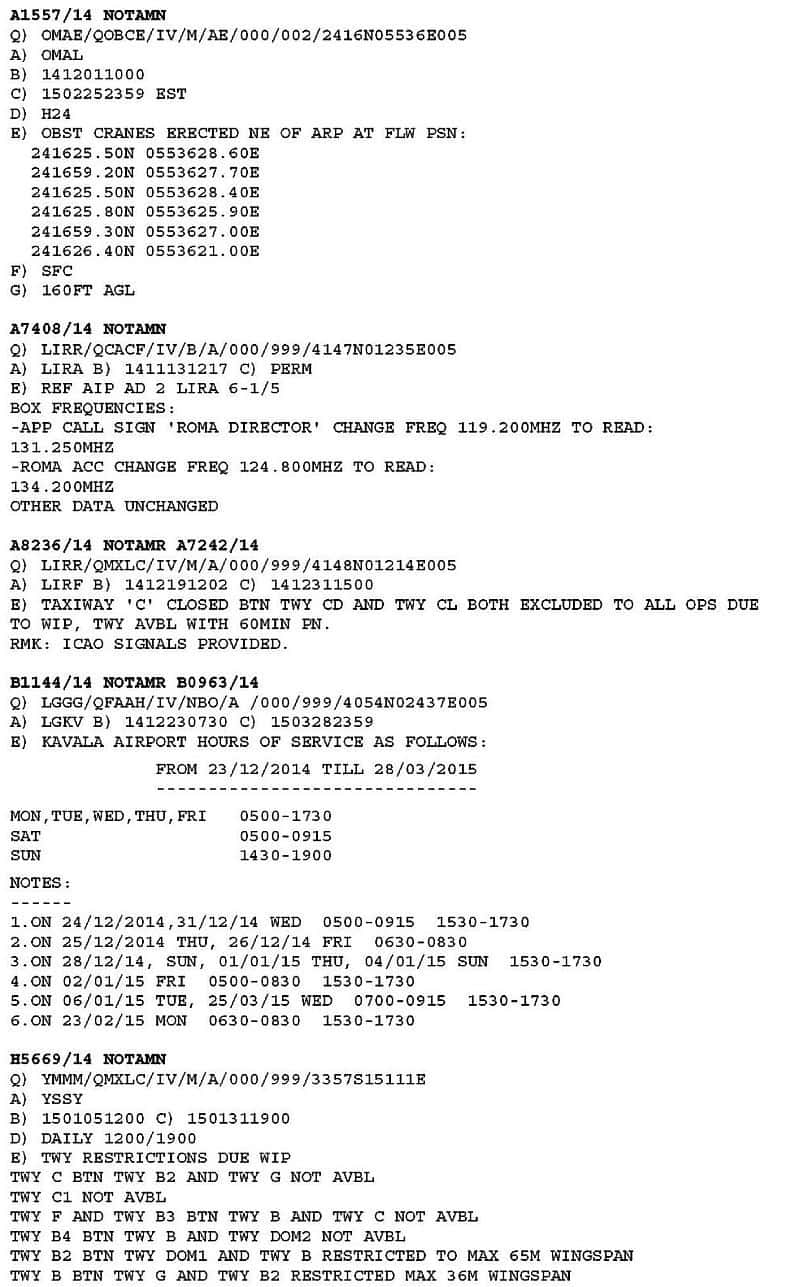 A1557/14 NOTAMN
Q) OMAE/QOBCE/IV/M/AE/000/002/2416N05536E005
A) OMAL
B) 1412011000
C) 1502252359 EST
D) H24
E) OBST CRANES ERECTED NE OF ARP AT FLW PSN:
241625.50N 0553628.60E
241659.20N 0553627.70E
241625.50N 0553628.40E
241625.80N 0553625.90E
241659.30N 0553627.00E
241626.40N 0553621.00E
F) SFC
G) 160FT AGL
A7408/14 NOTAMN
Q) LIRR/QCACF/IV/B/A/000/999/4147N01235E005
A) LIRA B) 1411131217 C) PERM
E) REF AIP AD 2 LIRA 6-1/5
BOX FREQUENCIES:
-APP CALL SIGN 'ROMA DIRECTOR' CHANGE FREQ 119.200MHZ TO READ:
131.250MHZ
-ROMA ACC CHANGE FREQ 124.800MHZ TO READ:
134.200MHZ
OTHER DATA UNCHANGED
A8236/14 NOTAMR A7242/14
Q) LIRR/QMXLC/IV/M/A/000/999/4148N01214E005
A) LIRF B) 1412191202 C) 1412311500
E) TAXIWAY 'C' CLOSED BTN TWY CD AND TWY CL BOTH EXCLUDED TO ALL OPS DUE
TO WIP, TWY AVBL WITH 60MIN PN.
RMK: ICAO SIGNALS PROVIDED.
B1144/14 NOTAMR B0963/14
Q) LGGG/QFAAH/IV/NBO/A /000/999/4054N02437E005
A) LGKV B) 1412230730 C) 1503282359
E) KAVALA AIRPORT HOURS OF SERVICE AS FOLLOWS:
FROM 23/12/2014 TILL 28/03/2015
-------------------------------
MON,TUE,WED,THU,FRI 0500-1730
SAT 0500-0915
SUN 1430-1900
NOTES:
------
1.ON 24/12/2014,31/12/14 WED 0500-0915 1530-1730
2.ON 25/12/2014 THU, 26/12/14 FRI 0630-0830
3.ON 28/12/14, SUN, 01/01/15 THU, 04/01/15 SUN 1530-1730
4.ON 02/01/15 FRI 0500-0830 1530-1730
5.ON 06/01/15 TUE, 25/03/15 WED 0700-0915 1530-1730
6.ON 23/02/15 MON 0630-0830 1530-1730
H5669/14 NOTAMN
Q) YMMM/QMXLC/IV/M/A/000/999/3357S15111E
A) YSSY
B) 1501051200 C) 1501311900
D) DAILY 1200/1900
E) TWY RESTRICTIONS DUE WIP
TWY C BTN TWY B2 AND TWY G NOT AVBL
TWY C1 NOT AVBL
TWY F AND TWY B3 BTN TWY B AND TWY C NOT AVBL
TWY B4 BTN TWY B AND TWY DOM2 NOT AVBL
TWY B2 BTN TWY DOM1 AND TWY B RESTRICTED TO MAX 65M WINGSPAN
TWY B BTN TWY G AND TWY B2 RESTRICTED MAX 36M WINGSPAN